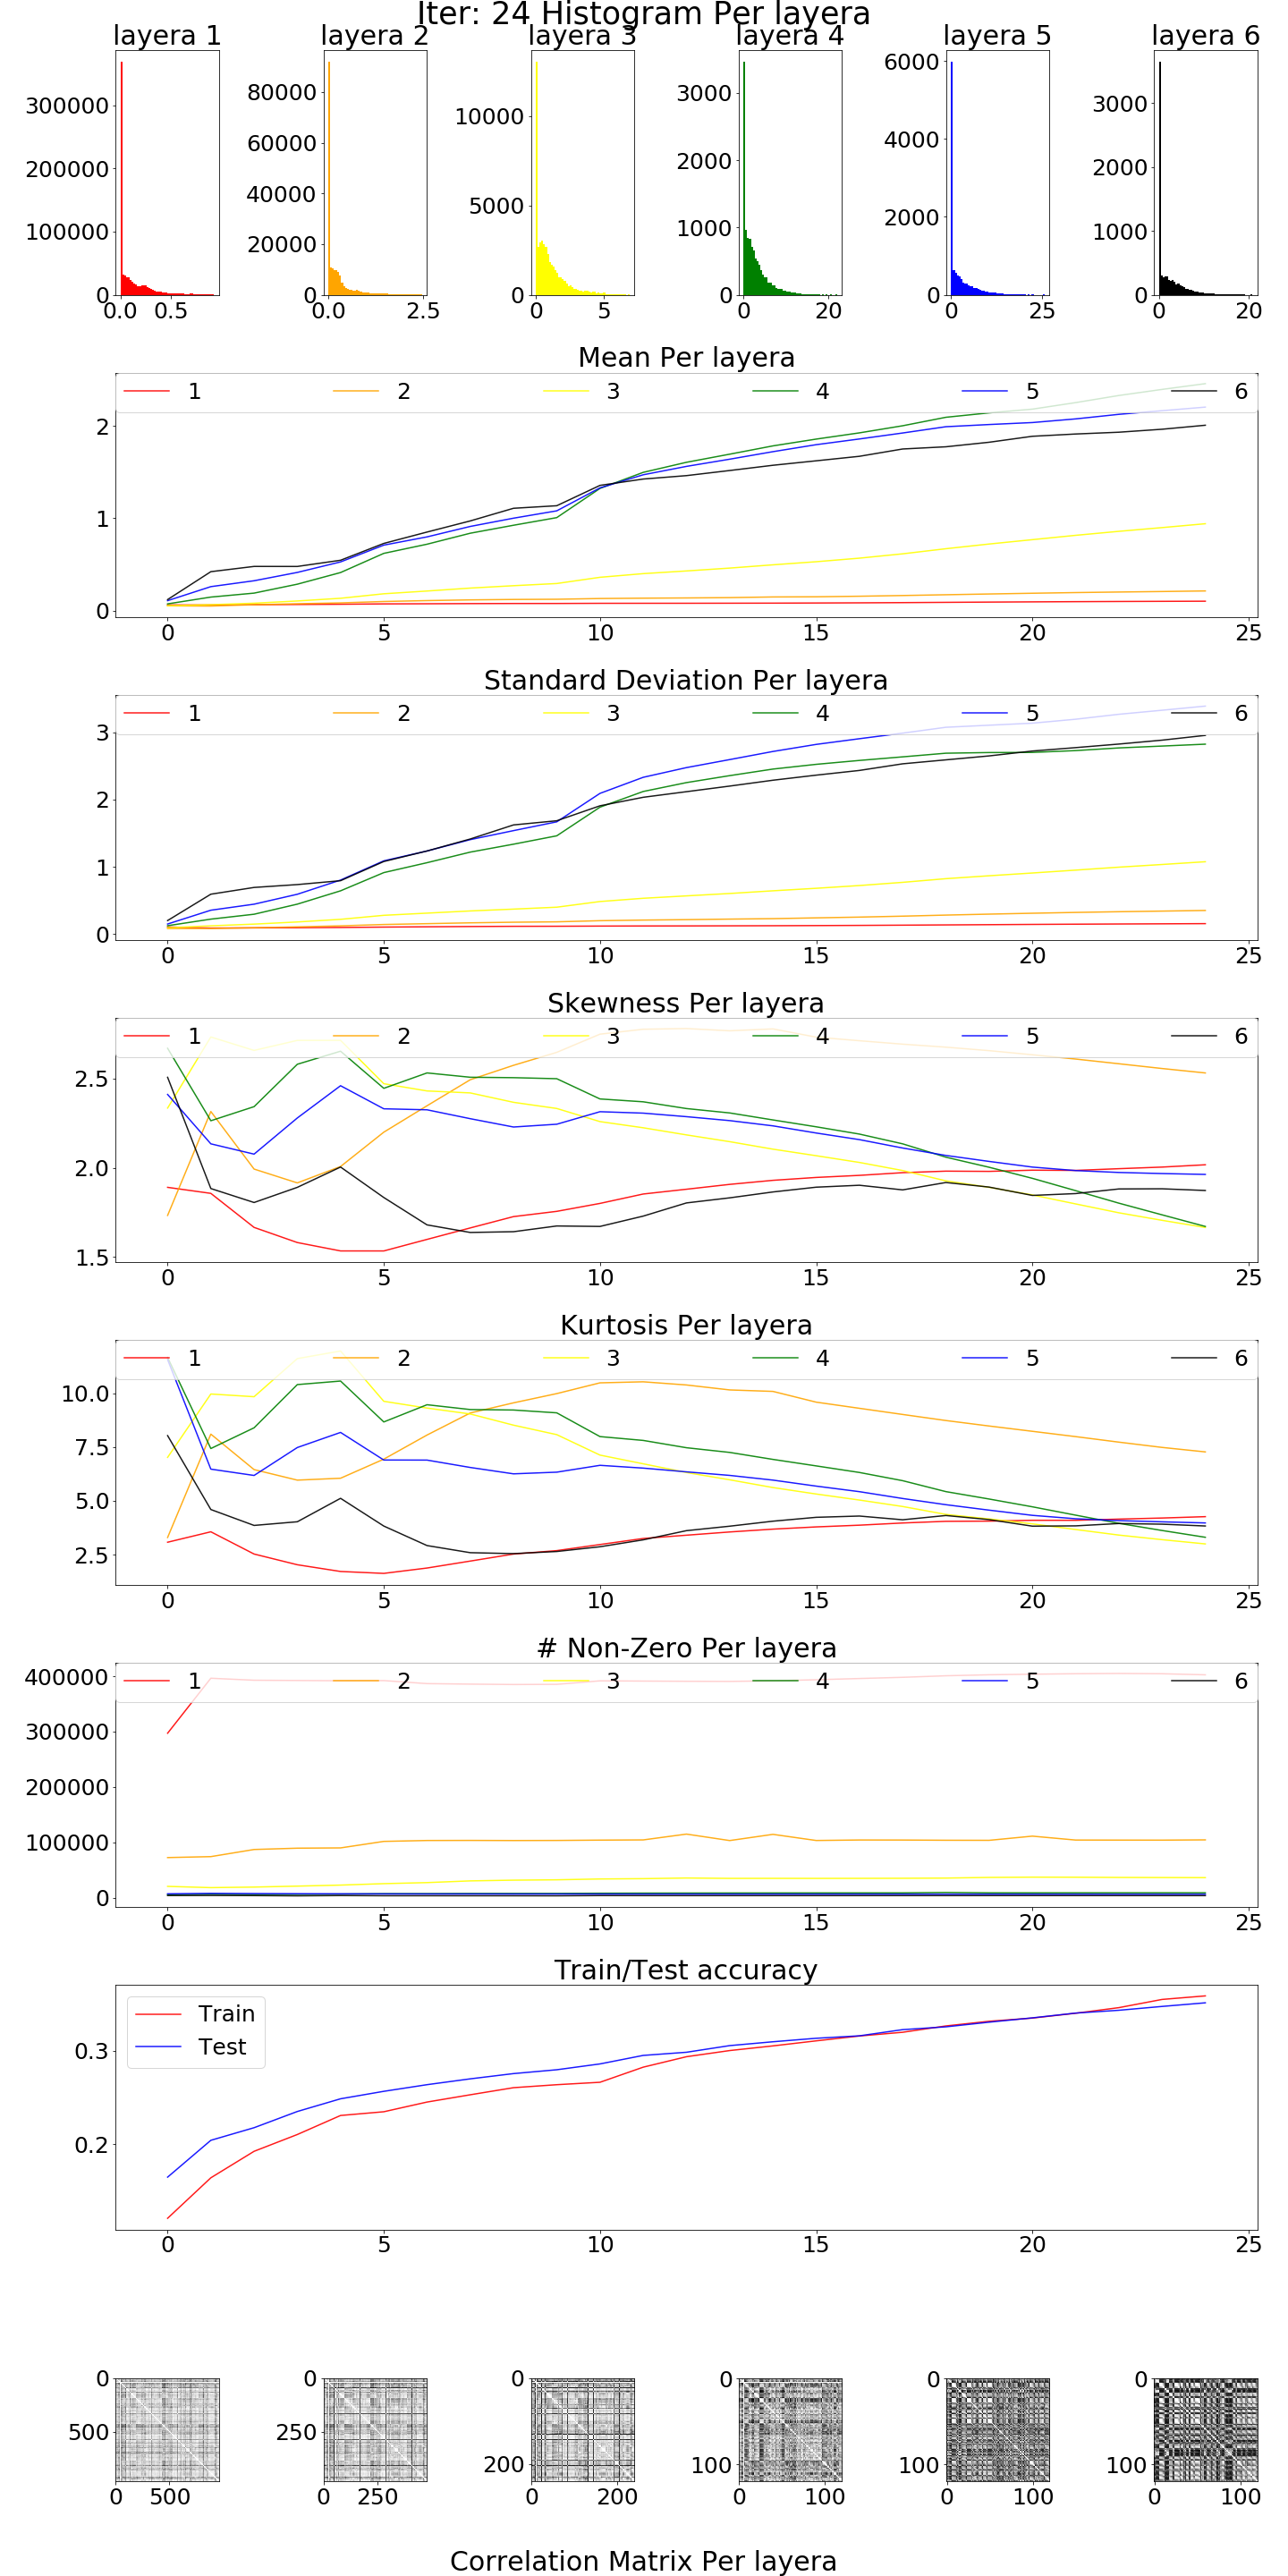 Iter: 24 Histogram Per layera
layera 1 layera 2 layera 3 layera 4 layera 5 layera 6
300000 200000 100000 0
0.0 0.5
80000 60000 40000 20000 0
0.0 2.5
10000 5000 0
0 5
3000 2000 1000 0
0 20
6000 4000 2000 0
0 25
3000 2000 1000 0
0 20
Mean Per layera
1 2 3 4 5 6
2
1
0
0 5 10 15 20 25
Standard Deviation Per layera
1 2 3 4 5 6
3
2
1
0
0 5 10 15 20 25
Skewness Per layera
1 2 3 4 5 6
2.5
2.0
1.5
0 5 10 15 20 25
Kurtosis Per layera
1 2 3 4 5 6
10.0
7.5
5.0
2.5
0 5 10 15 20 25
# Non-Zero Per layera
1 2 3 4 5 6
400000
300000
200000
100000
0
0 5 10 15 20 25
Train/Test accuracy
Train
Test
0.3
0.2
0 5 10 15 20 25
0 500
0 500
0 250
0 250
0 200
0 200
0 100
0 100
0 100
0 100
0 100
0 100
Correlation Matrix Per layera